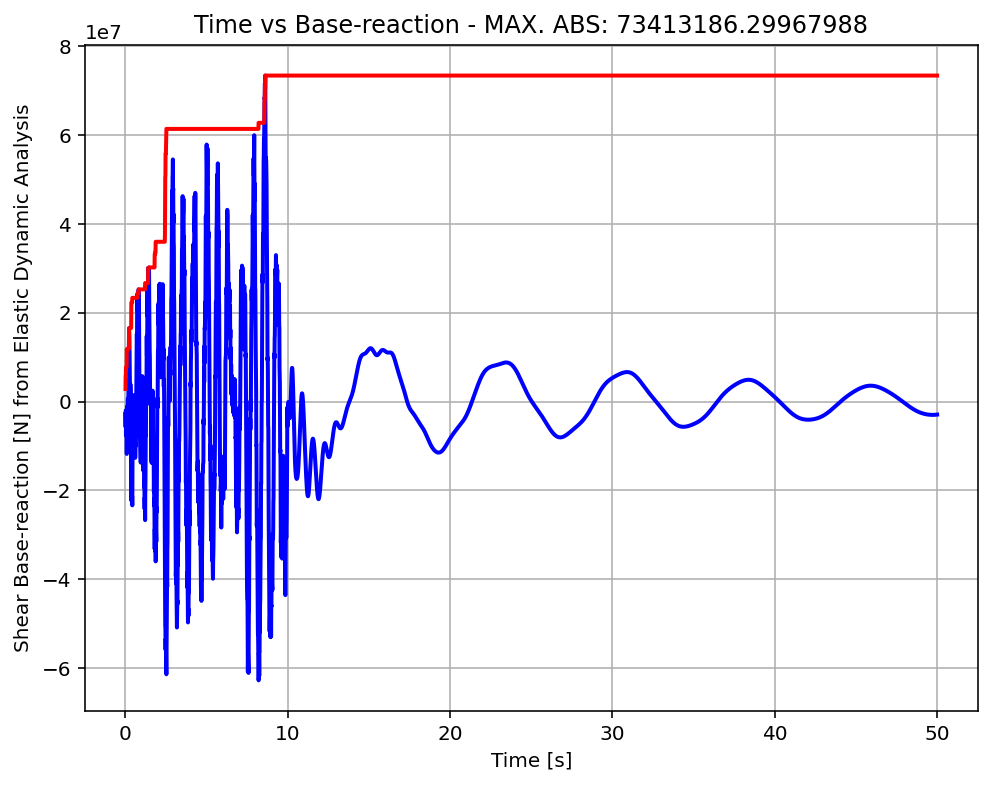 Time vs Base-reaction - MAX. ABS: 73413186.29967988
1e7
8
6
4
2
0
−2
−4
−6
Shear Base-reaction [N] from Elastic Dynamic Analysis
0 10 20 30 40 50
Time [s]